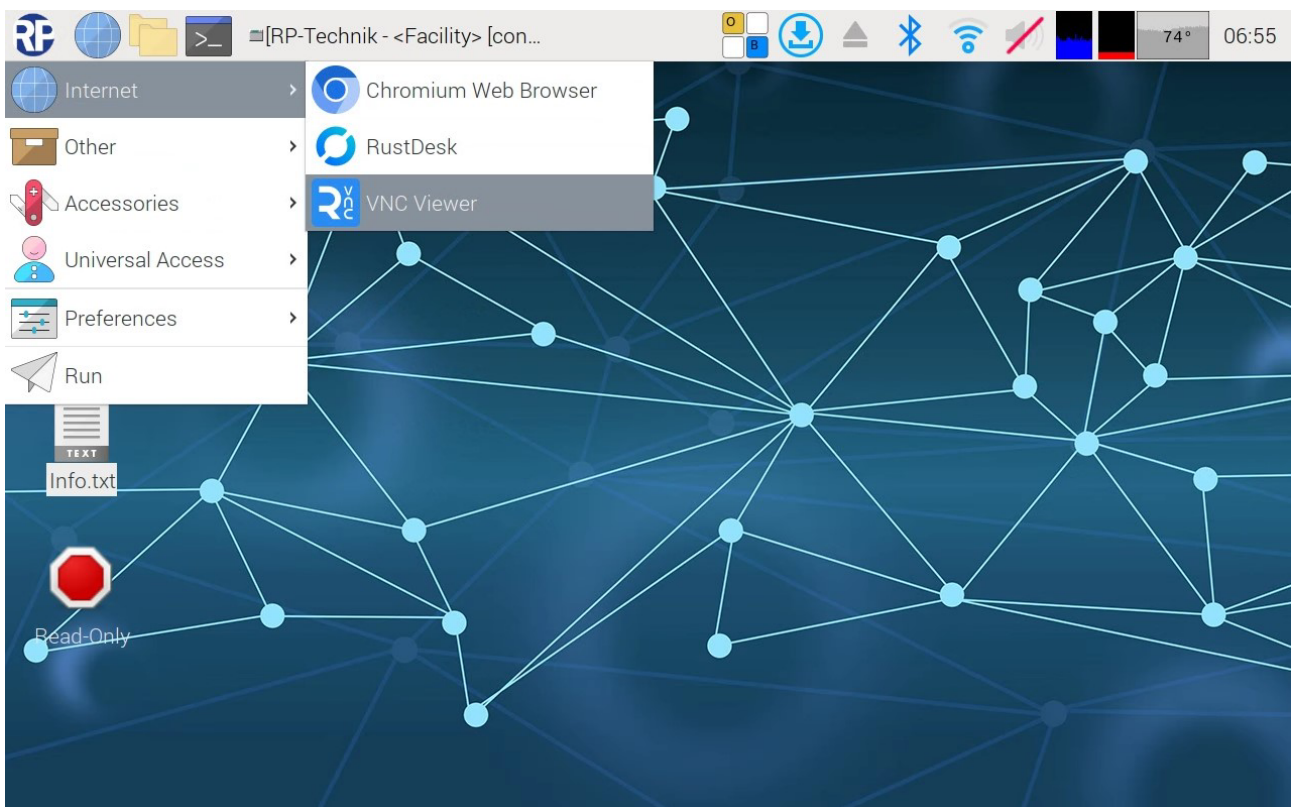 RP
>_
[RP-Technik - <Facility> [con...
O
B
74°
06:55
Internet
Chromium Web Browser
Other
RustDesk
Accessories
VNC Viewer
Universal Access
Preferences
Run
TEXT
Info.txt
Read-Only